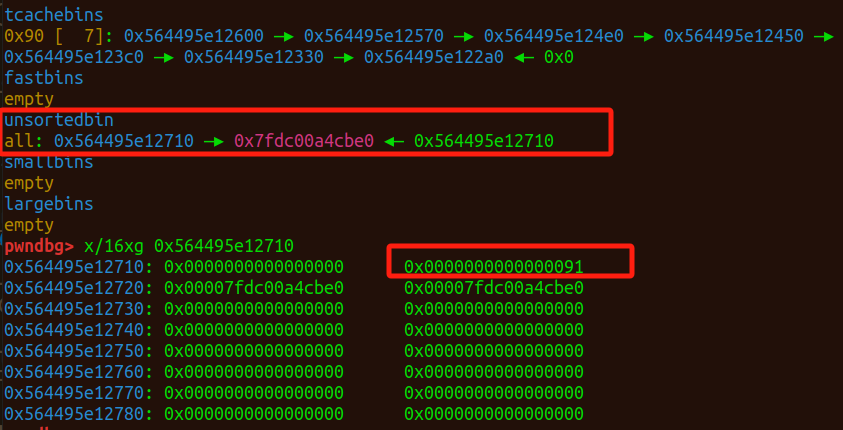 tcachebins
0x90 [  7]: 0x564495e12600 —▸ 0x564495e12570 —▸ 0x564495e124e0 —▸ 0x564495e12450 —▸
0x564495e123c0 —▸ 0x564495e12330 —▸ 0x564495e122a0 ◂— 0x0
fastbins
empty
unsortedbin
all: 0x564495e12710 —▸ 0x7fdc00a4cbe0 ◂— 0x564495e12710
smallbins
empty
largebins
empty
pwndbg> x/16xg 0x564495e12710
0x564495e12710: 0x0000000000000000 0x0000000000000091
0x564495e12720: 0x00007fdc00a4cbe0 0x00007fdc00a4cbe0
0x564495e12730: 0x0000000000000000 0x0000000000000000
0x564495e12740: 0x0000000000000000 0x0000000000000000
0x564495e12750: 0x0000000000000000 0x0000000000000000
0x564495e12760: 0x0000000000000000 0x0000000000000000
0x564495e12770: 0x0000000000000000 0x0000000000000000
0x564495e12780: 0x0000000000000000 0x0000000000000000